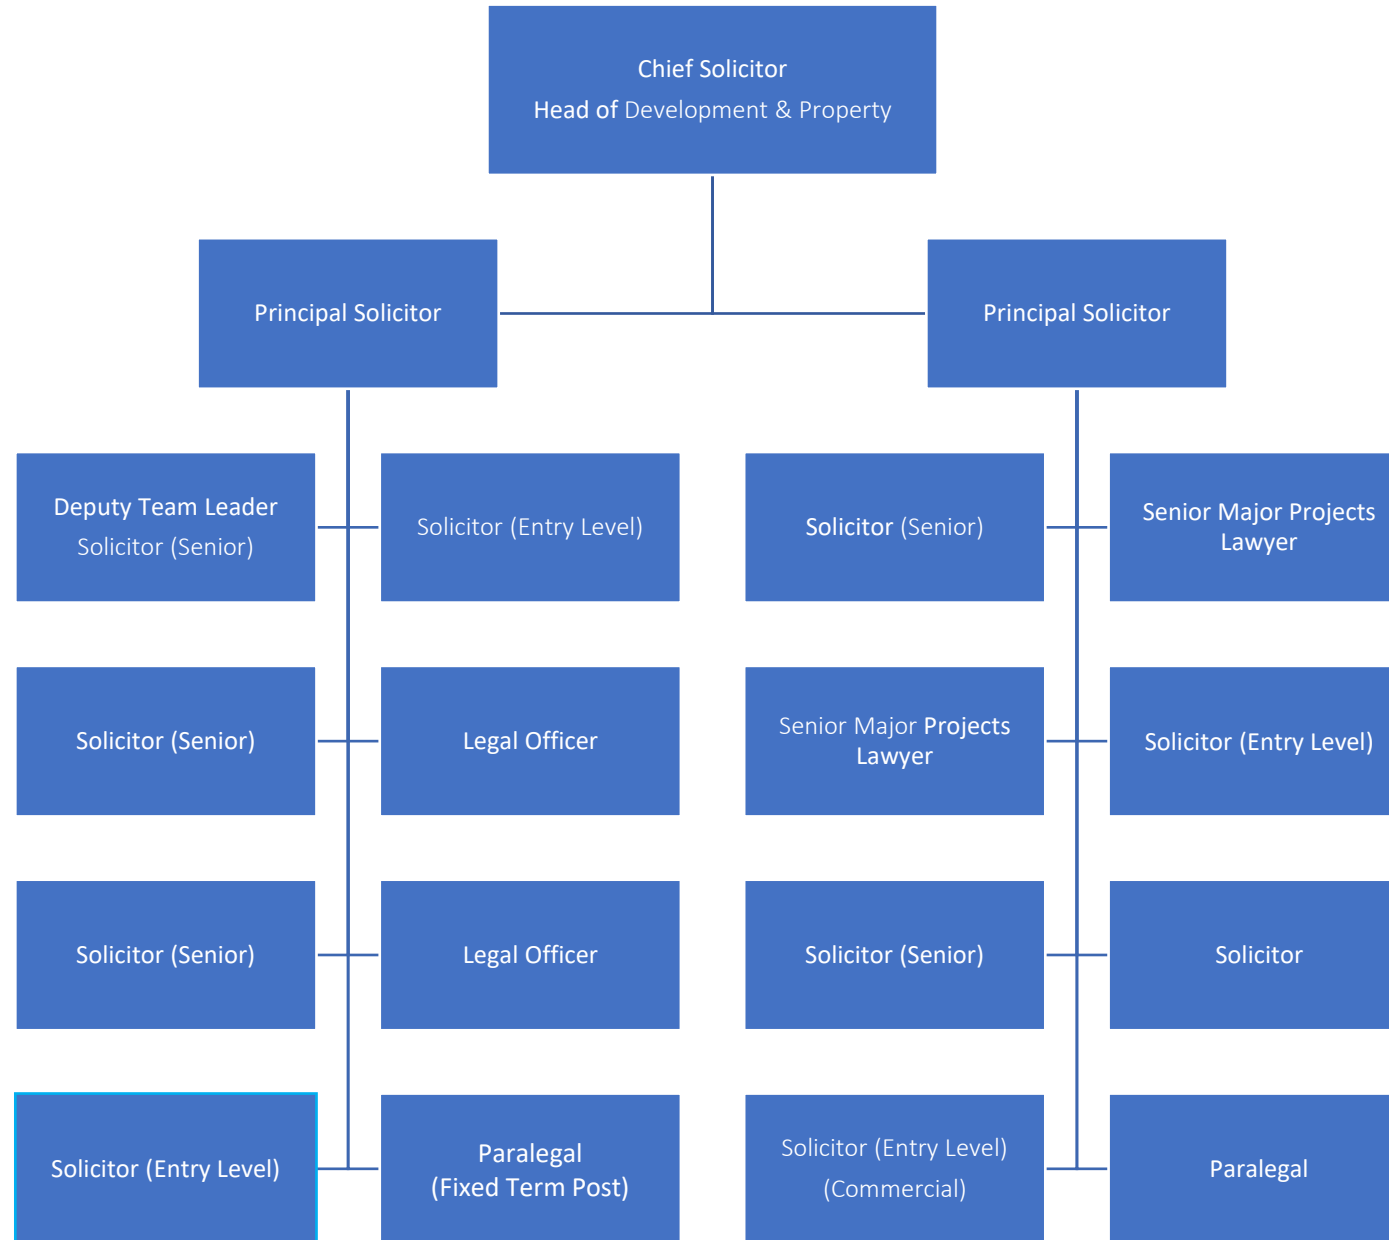 Chief Solicitor
Head of Development & Property
Principal Solicitor
Principal Solicitor
Deputy Team Leader
Solicitor (Senior)
Solicitor (Entry Level)
Solicitor (Senior)
Senior Major Projects
Lawyer
Solicitor (Senior)
Legal Officer
Senior Major Projects
Lawyer
Solicitor (Entry Level)
Solicitor (Senior)
Legal Officer
Solicitor (Senior)
Solicitor
Solicitor (Entry Level)
Paralegal
(Fixed Term Post)
Solicitor (Entry Level)
(Commercial)
Paralegal